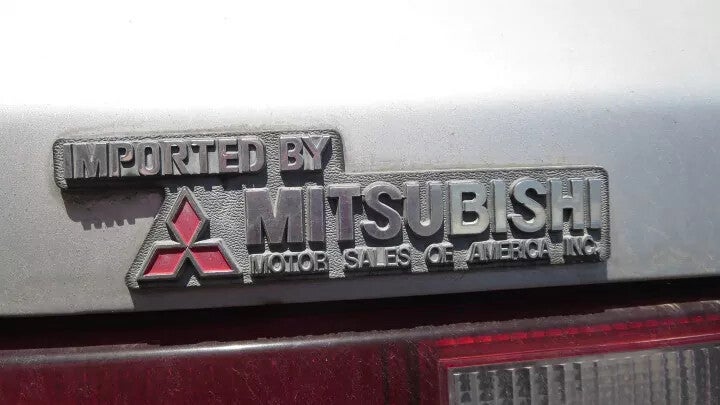 IMPORTED BY
MITSUBISHI
MOTOR SALES OF AMERICA INC.